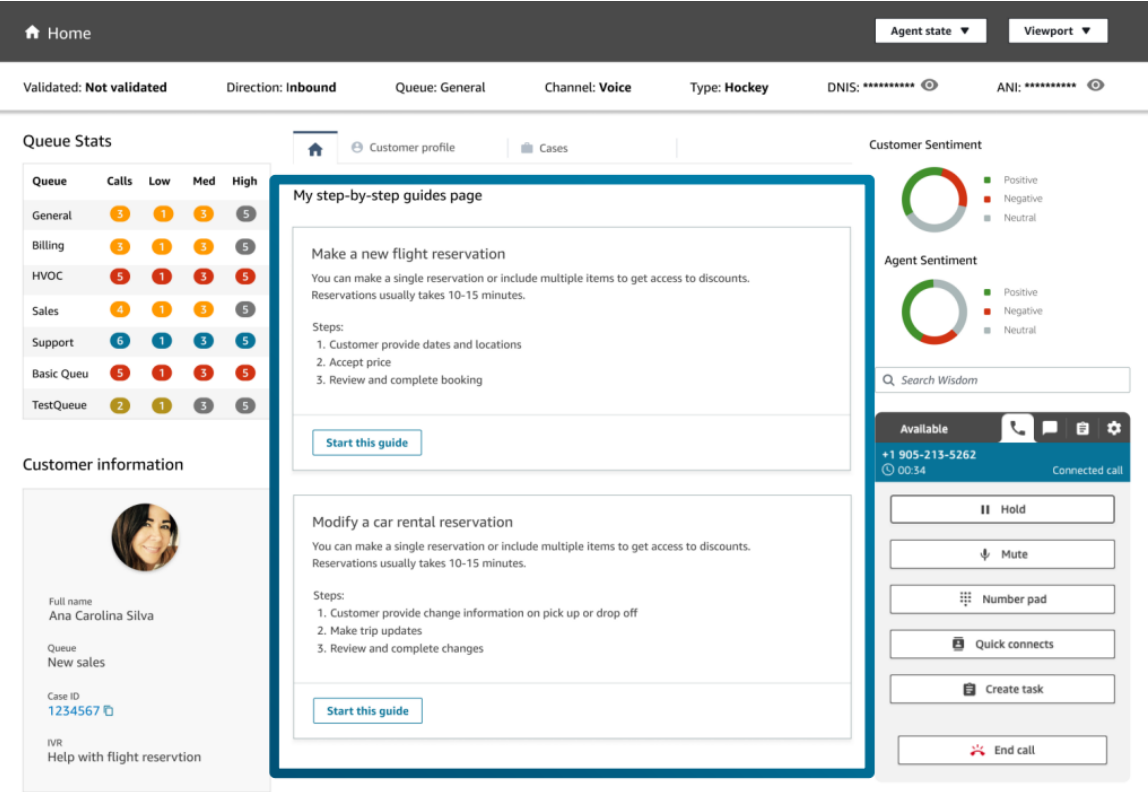 Home
Agent state ▼
Viewport ▼
Validated: Not validated
Direction: Inbound
Queue: General
Channel: Voice
Type: Hockey
DNIS: **********
ANI: **********
Queue Stats
Queue Calls Low Med High
General 3 1 3 5
Billing 3 1 3 5
HVOC 5 1 3 5
Sales 4 1 3 5
Support 6 1 3 5
Basic Queu 5 1 3 5
TestQueue 2 1 3 5
Customer information
Full name
Ana Carolina Silva
Queue
New sales
Case ID
1234567
IVR
Help with flight reservtion
Customer profile
Cases
My step-by-step guides page
Make a new flight reservation
You can make a single reservation or include multiple items to get access to discounts.
Reservations usually takes 10-15 minutes.
Steps:
1. Customer provide dates and locations
2. Accept price
3. Review and complete booking
Start this guide
Modify a car rental reservation
You can make a single reservation or include multiple items to get access to discounts.
Reservations usually takes 10-15 minutes.
Steps:
1. Customer provide change information on pick up or drop off
2. Make trip updates
3. Review and complete changes
Start this guide
Customer Sentiment
Positive
Negative
Neutral
Agent Sentiment
Positive
Negative
Neutral
Search Wisdom
Available
+1 905-213-5262
00:34
Connected call
Hold
Mute
Number pad
Quick connects
Create task
End call